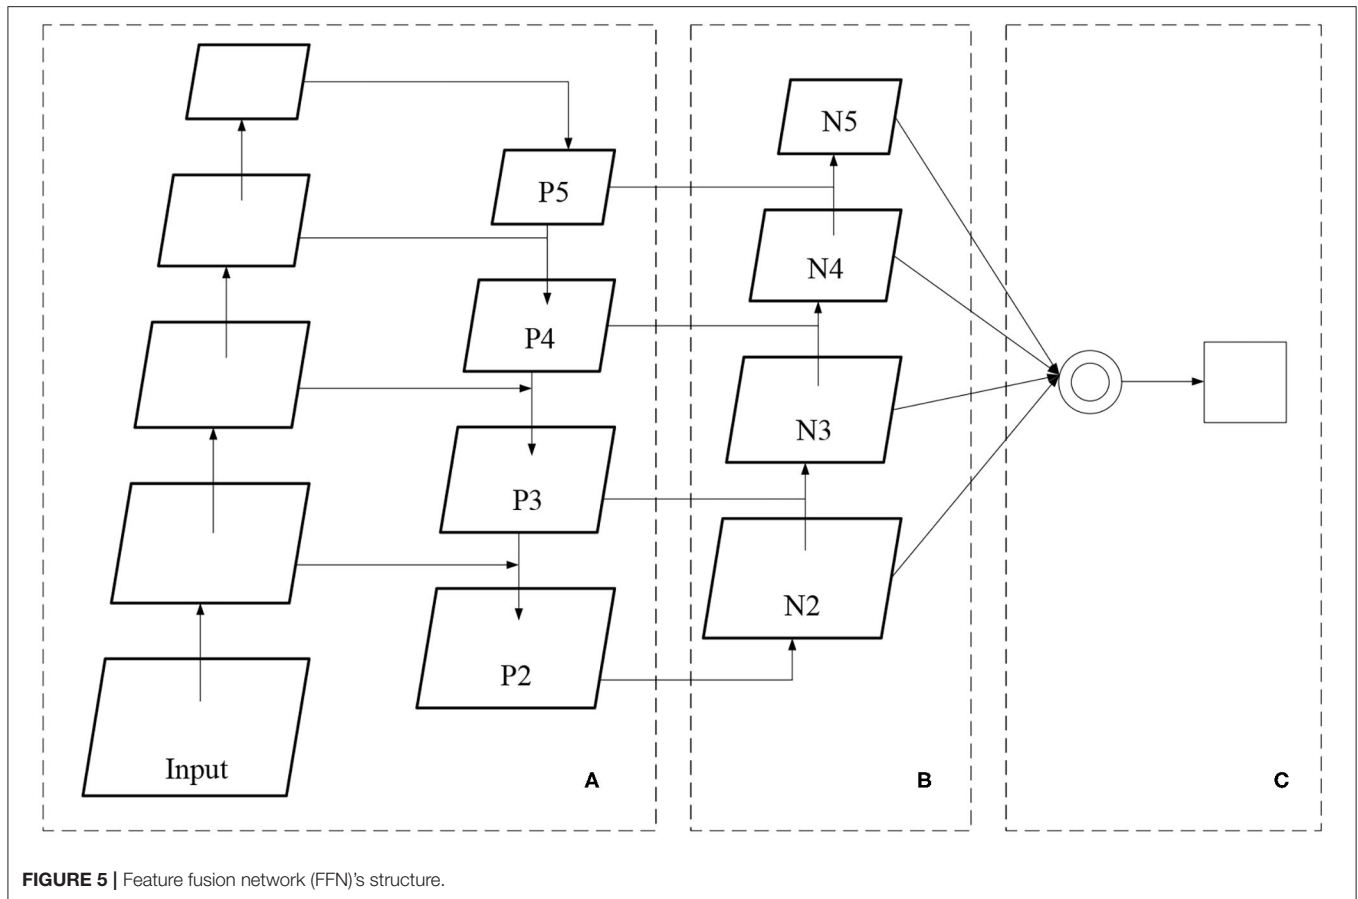 N5
P5
N4
P4
N3
P3
N2
P2
Input
A
B
C
FIGURE 5 | Feature fusion network (FFN)'s structure.